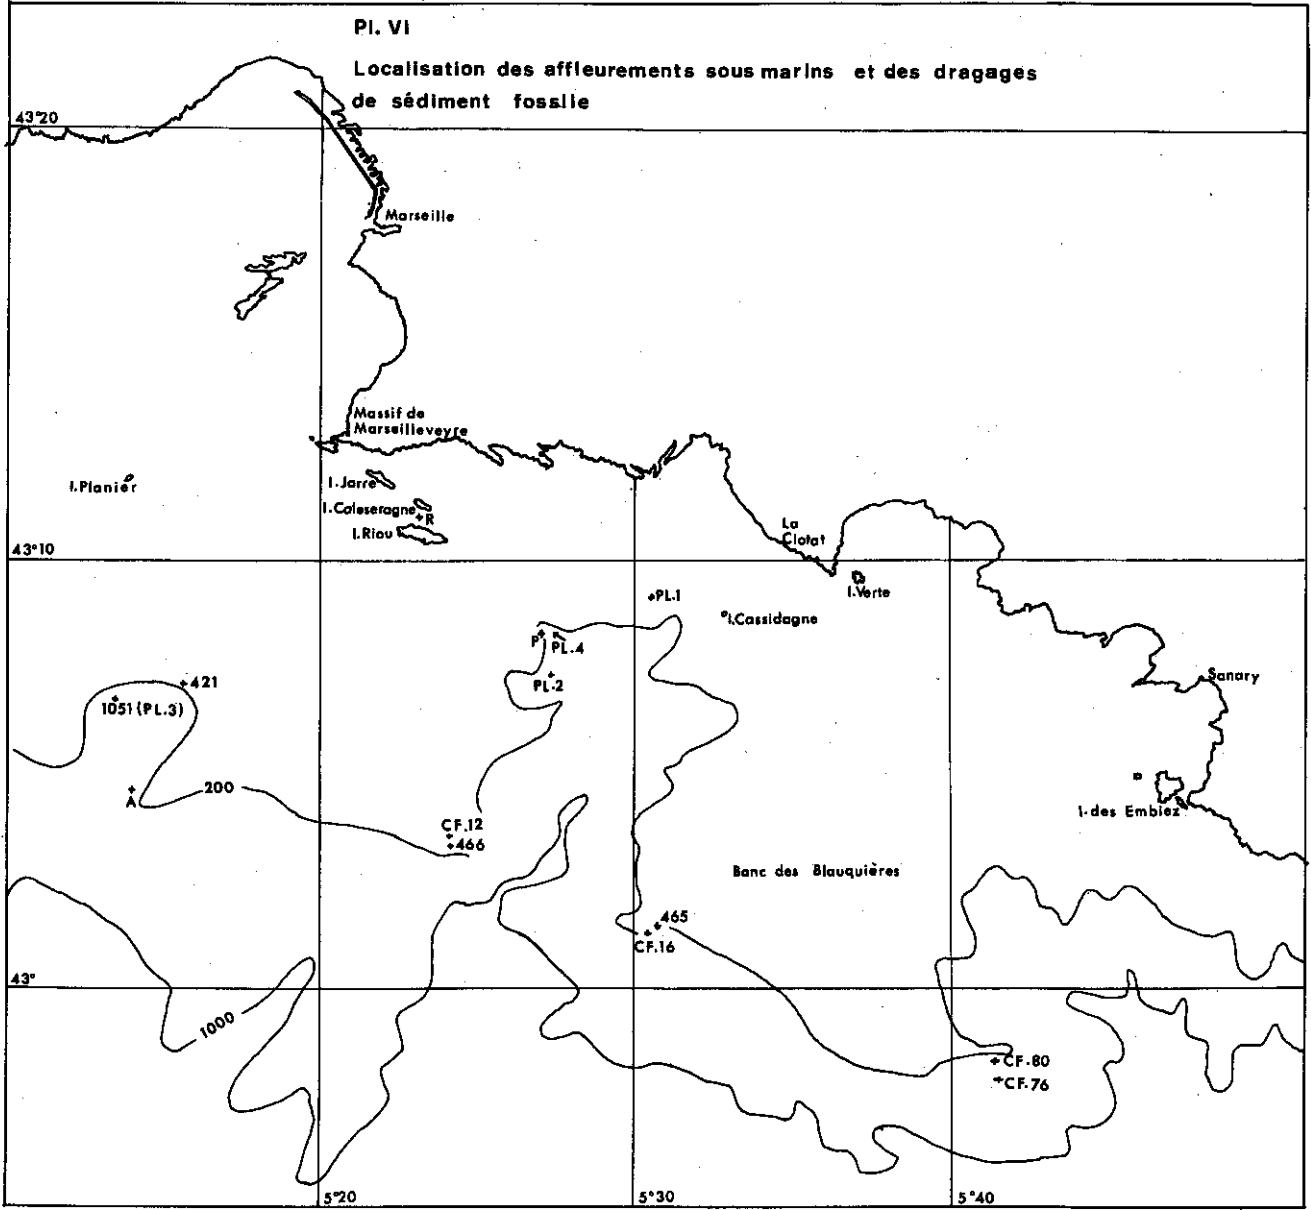 Pl. VI
Localisation des affleurements sous marins et des dragages
de sédiment fosslie
43°20
Marseille
Massif de
Marseilleveyre
I.Planier
I.Jarre
I.Caleseragne
R
I.Riou
La
Ciotat
43°10
I.Verte
PL.1
I.Cassidagne
P
PL.4
PL.2
Sanary
421
1051(PL.3)
A
200
I.des Embiez
CF.12
466
Banc des Blauquières
465
CF.16
43°
1000
CF.80
CF.76
5°20
5°30
5°40